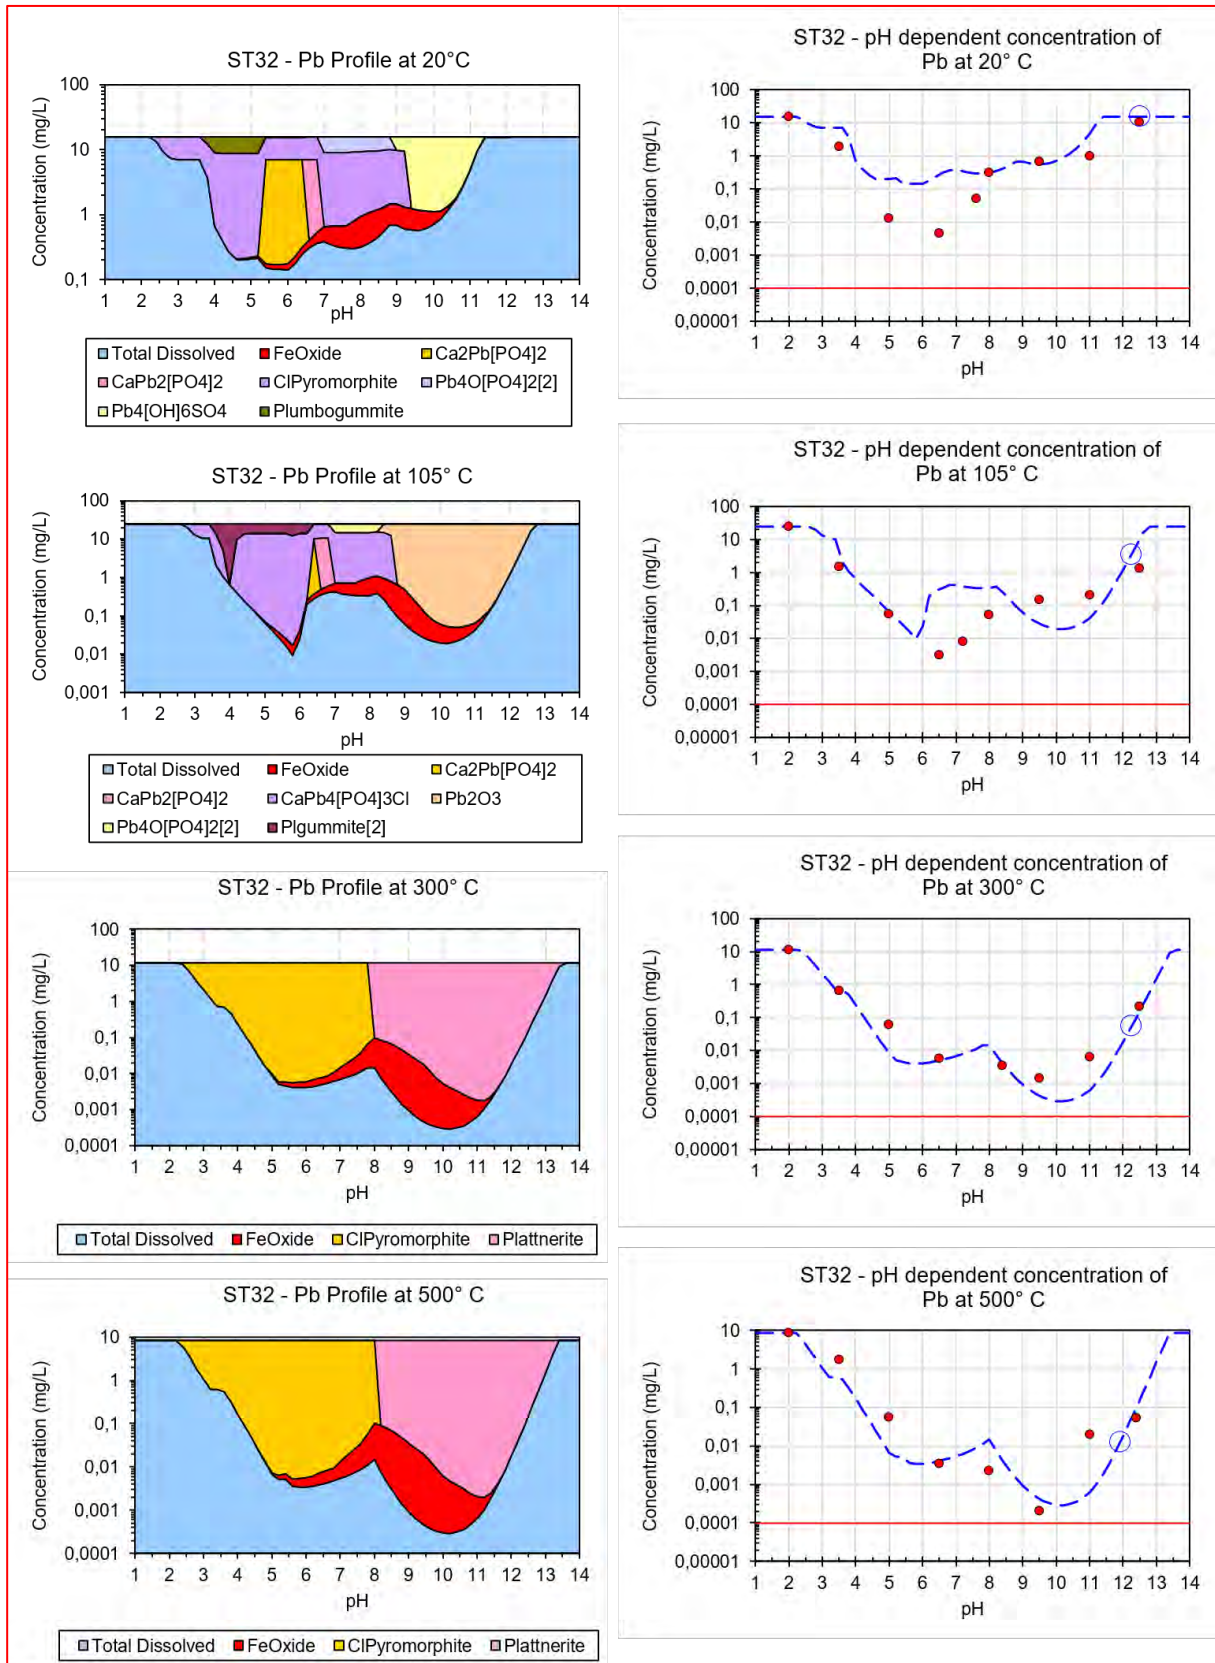 ST32 - Pb Profile at 20°C
Concentration (mg/L)
100
10
1
0,1
1 2 3 4 5 6 7 8 9 10 11 12 13 14
pH
Total Dissolved FeOxide Ca2Pb[PO4]2
CaPb2[PO4]2 ClPyromorphite Pb4O[PO4]2[2]
Pb4[OH]6SO4 Plumbogummite
ST32 - pH dependent concentration of
Pb at 20° C
Concentration (mg/L)
100
10
1
0,1
0,01
0,001
0,0001
0,00001
1 2 3 4 5 6 7 8 9 10 11 12 13 14
pH
ST32 - Pb Profile at 105° C
Concentration (mg/L)
100
10
1
0,1
0,01
0,001
1 2 3 4 5 6 7 8 9 10 11 12 13 14
pH
Total Dissolved FeOxide Ca2Pb[PO4]2
CaPb2[PO4]2 CaPb4[PO4]3Cl Pb2O3
Pb4O[PO4]2[2] Plgummite[2]
ST32 - pH dependent concentration of
Pb at 105° C
Concentration (mg/L)
100
10
1
0,1
0,01
0,001
0,0001
0,00001
1 2 3 4 5 6 7 8 9 10 11 12 13 14
pH
ST32 - Pb Profile at 300° C
Concentration (mg/L)
100
10
1
0,1
0,01
0,001
0,0001
1 2 3 4 5 6 7 8 9 10 11 12 13 14
pH
Total Dissolved FeOxide ClPyromorphite Plattnerite
ST32 - pH dependent concentration of
Pb at 300° C
Concentration (mg/L)
100
10
1
0,1
0,01
0,001
0,0001
0,00001
1 2 3 4 5 6 7 8 9 10 11 12 13 14
pH
ST32 - Pb Profile at 500° C
Concentration (mg/L)
10
1
0,1
0,01
0,001
0,0001
1 2 3 4 5 6 7 8 9 10 11 12 13 14
pH
Total Dissolved FeOxide ClPyromorphite Plattnerite
ST32 - pH dependent concentration of
Pb at 500° C
Concentration (mg/L)
10
1
0,1
0,01
0,001
0,0001
0,00001
1 2 3 4 5 6 7 8 9 10 11 12 13 14
pH